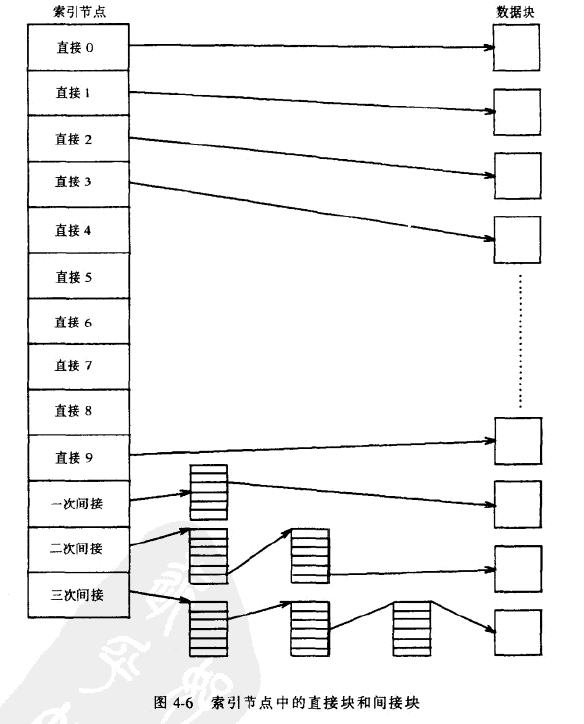 索引节点
数据块
直接 0
直接 1
直接 2
直接 3
直接 4
直接 5
直接 6
直接 7
直接 8
直接 9
一次间接
二次间接
三次间接
图 4-6 索引节点中的直接块和间接块